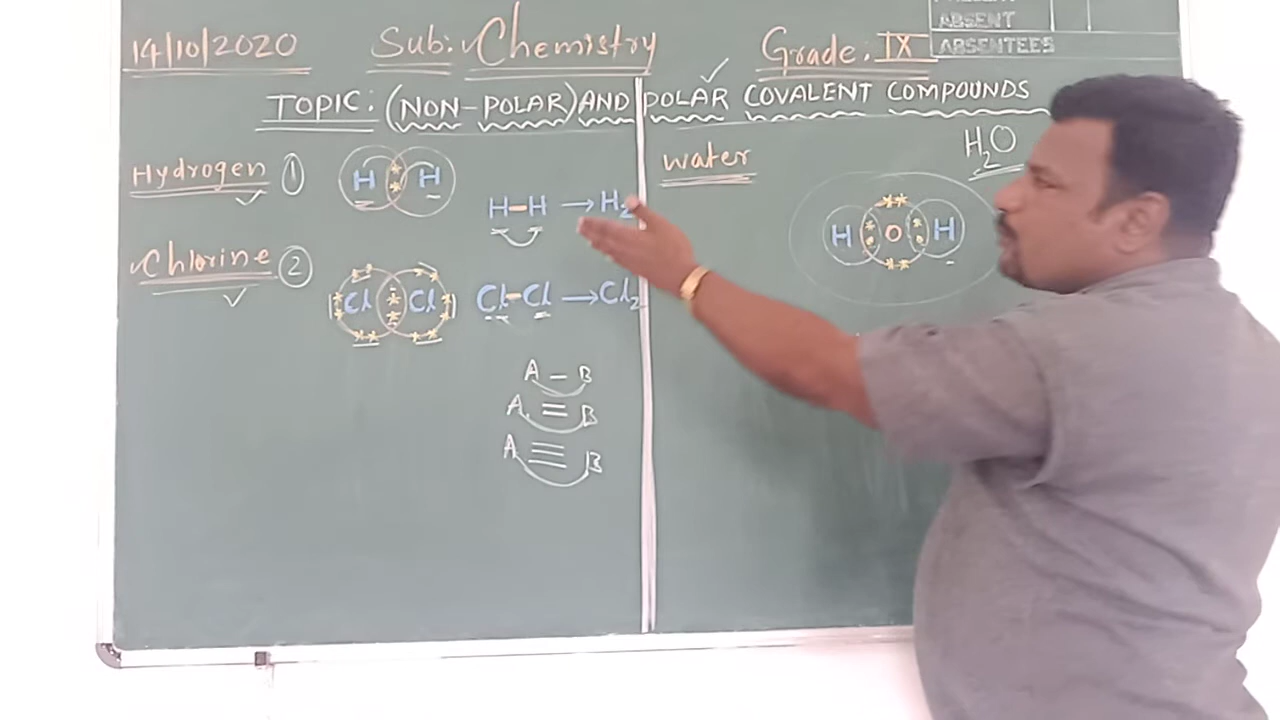 PRESENT
ABSENT
ABSENTEES
14/10/2020 Sub: Chemistry Grade: IX
TOPIC: (NON-POLAR) AND POLAR COVALENT COMPOUNDS
Hydrogen ①
H H
H-H → H₂
Chlorine ②
Cl Cl
Cl-Cl → Cl₂
A - B
A = B
A ≡ B
water
H₂O
H O H